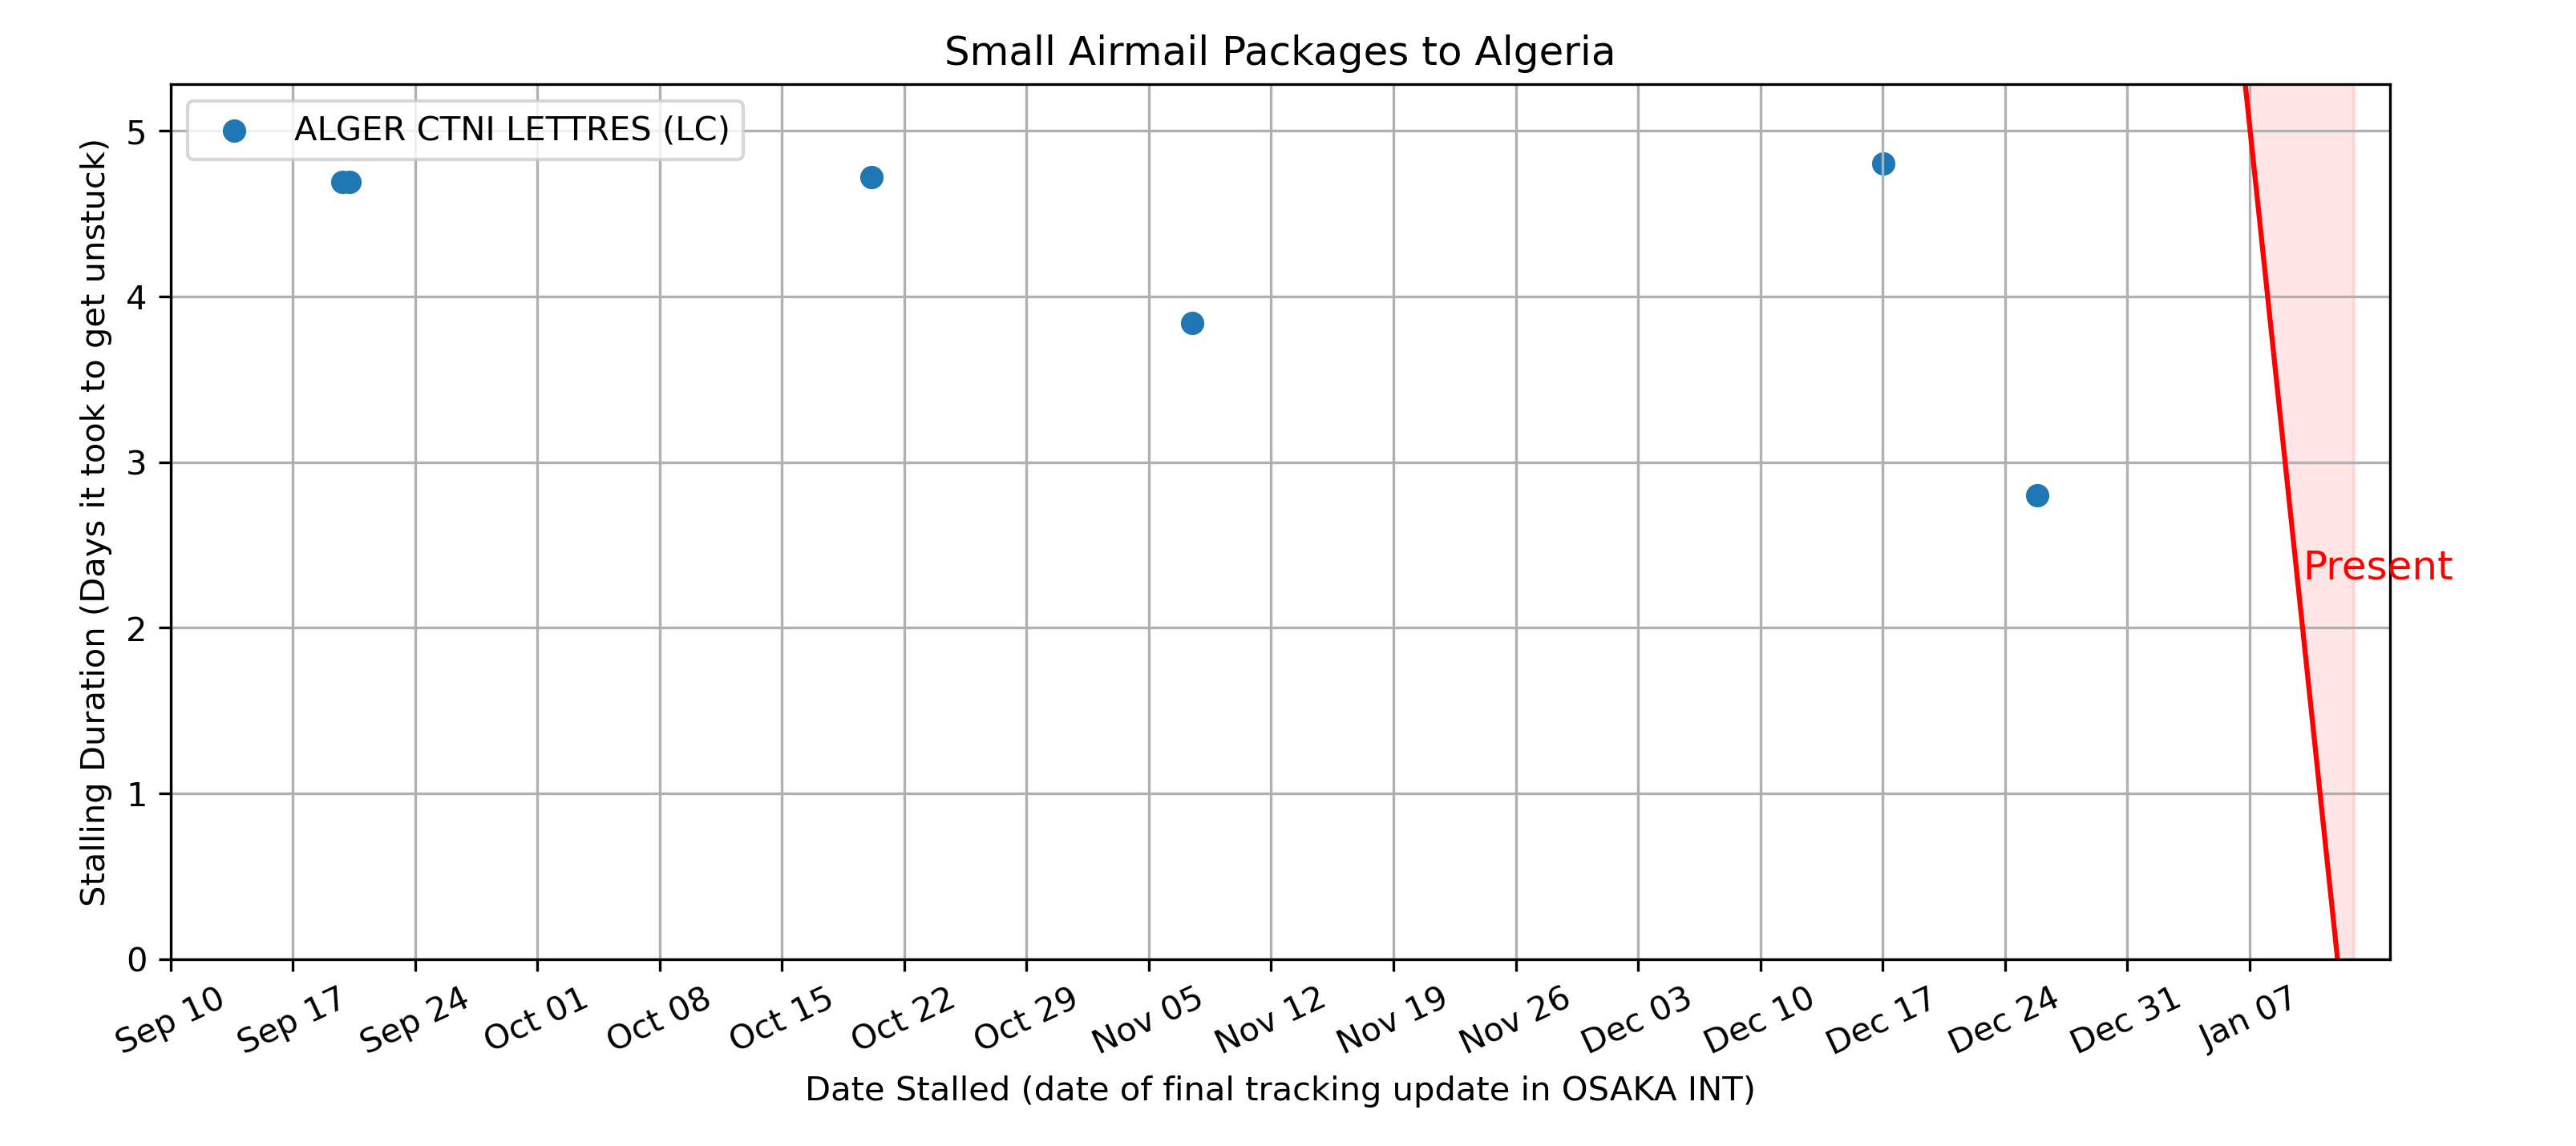 Small Airmail Packages to Algeria
ALGER CTNI LETTRES (LC)
Stalling Duration (Days it took to get unstuck)
5
4
3
2
1
0
Present
Sep 10
Sep 17
Sep 24
Oct 01
Oct 08
Oct 15
Oct 22
Oct 29
Nov 05
Nov 12
Nov 19
Nov 26
Dec 03
Dec 10
Dec 17
Dec 24
Dec 31
Jan 07
Date Stalled (date of final tracking update in OSAKA INT)